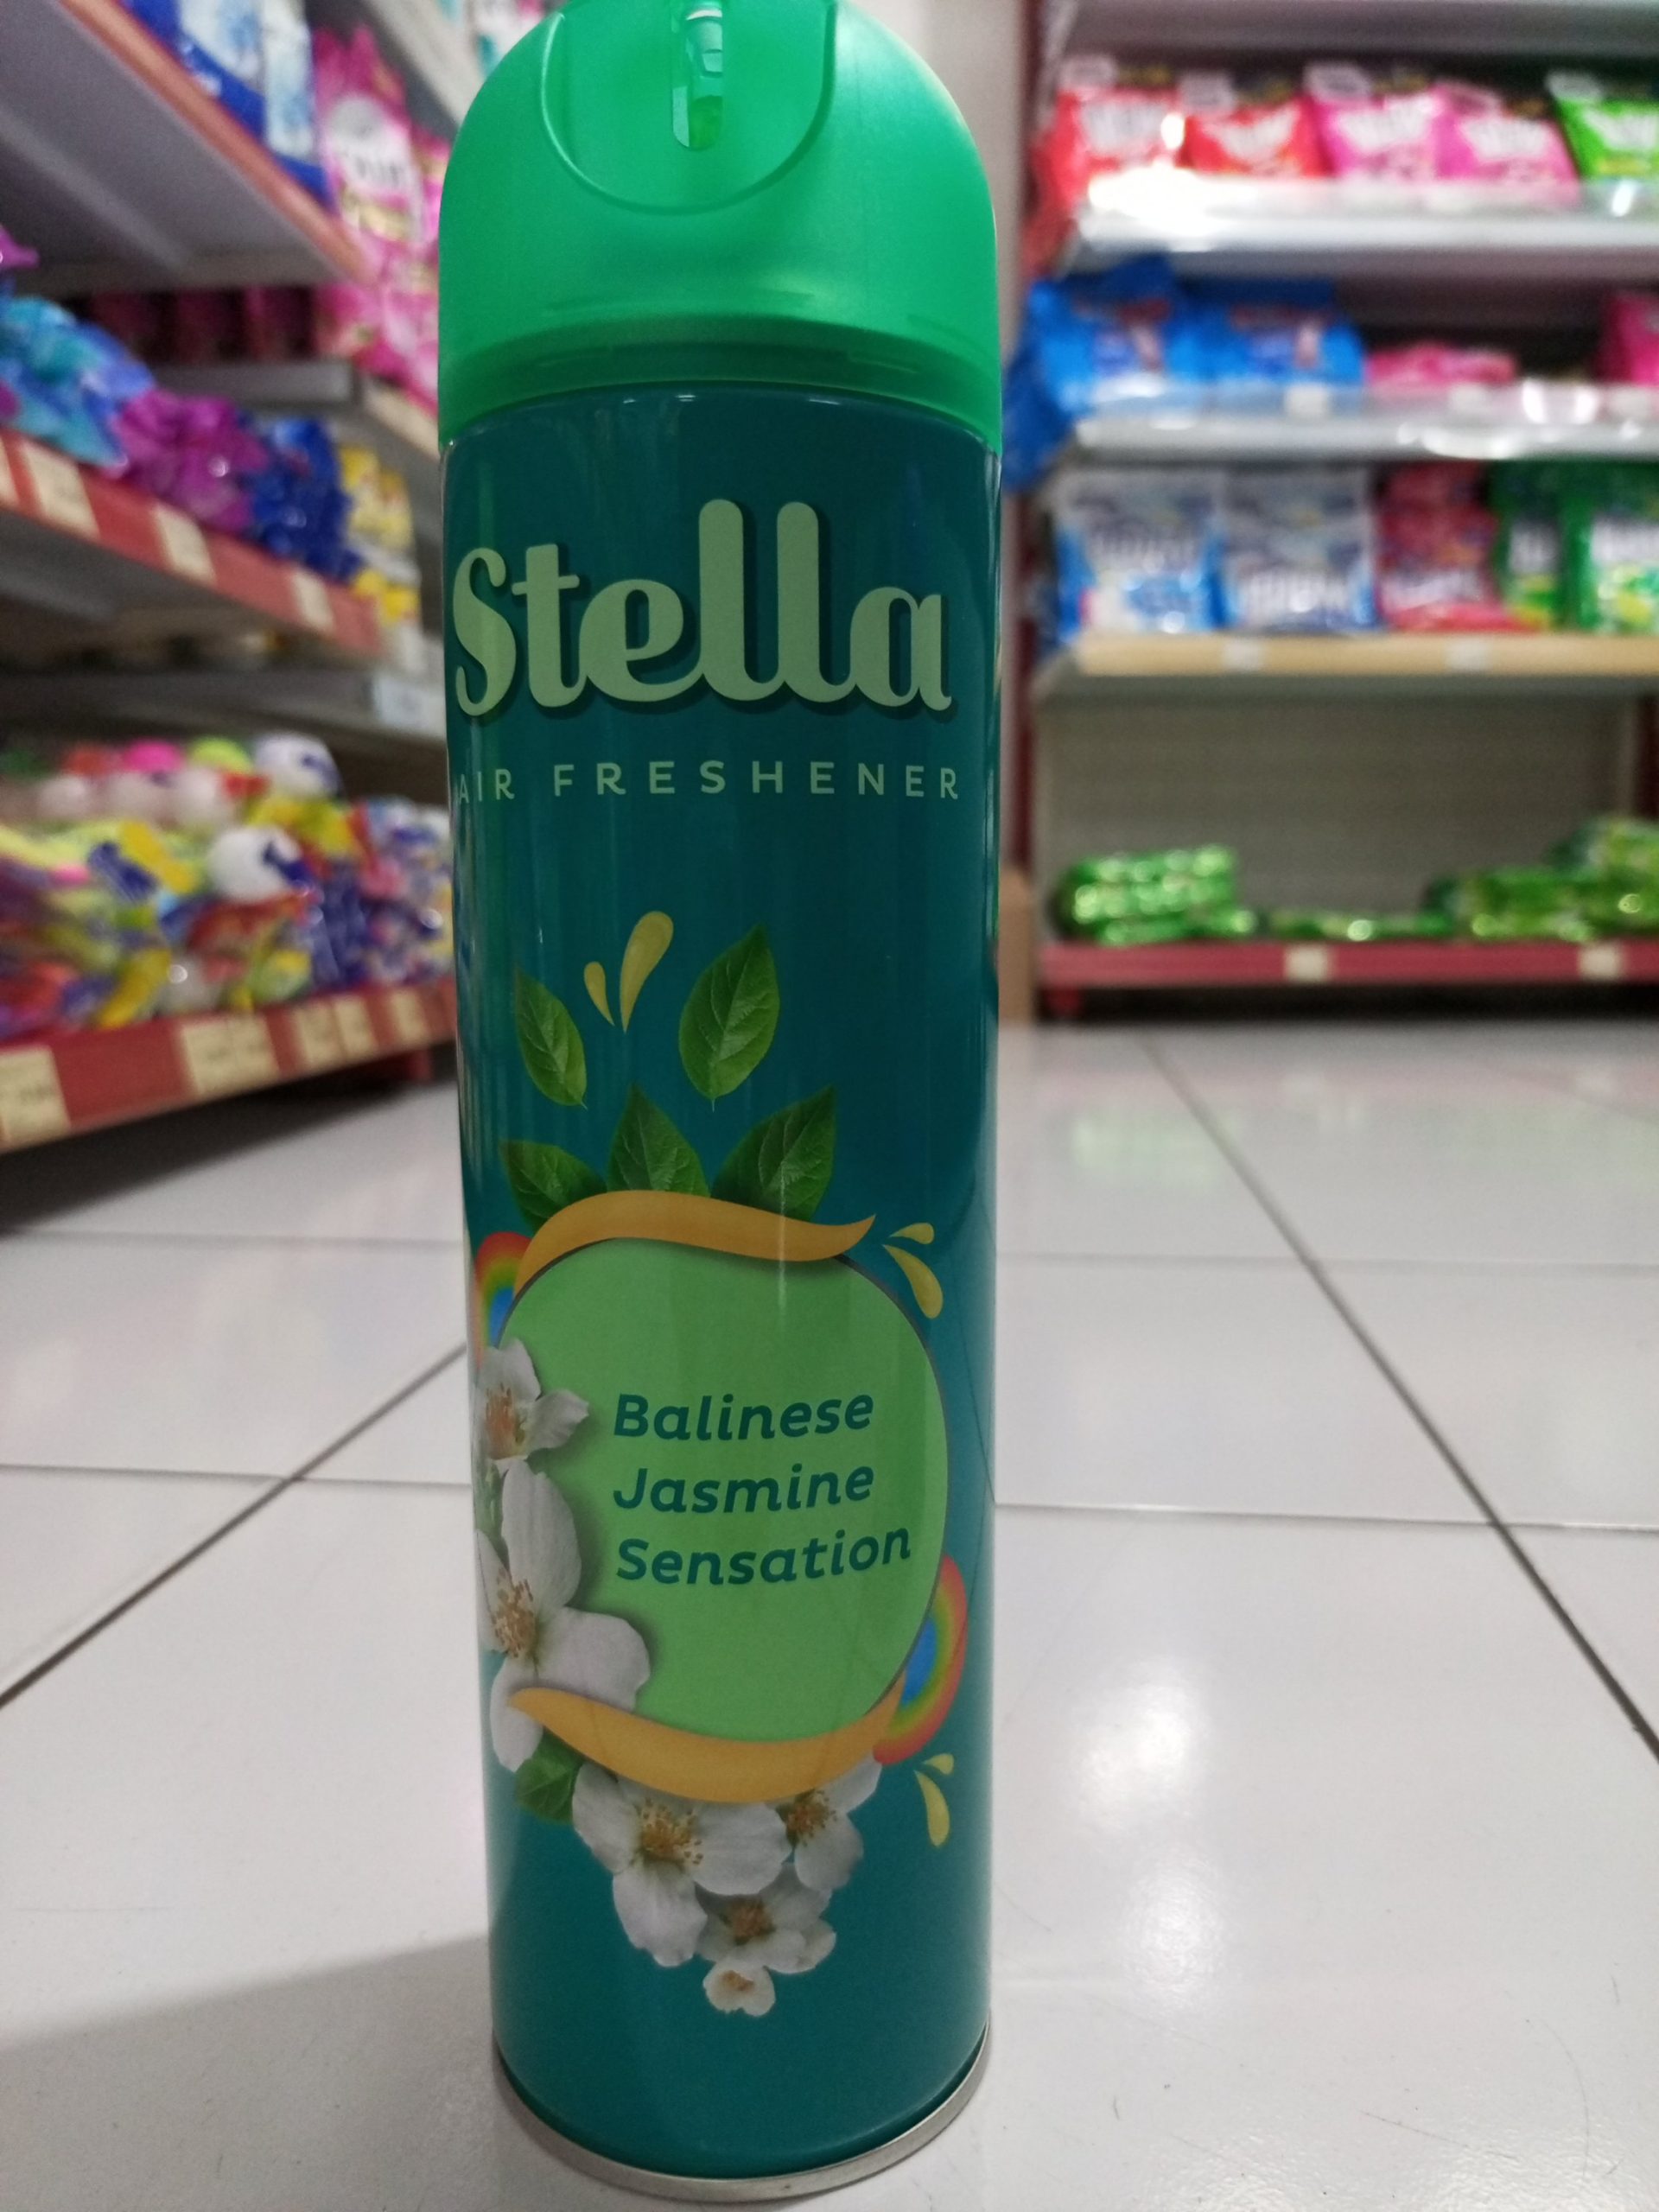 Stella
AIR FRESHENER
Balinese
Jasmine
Sensation